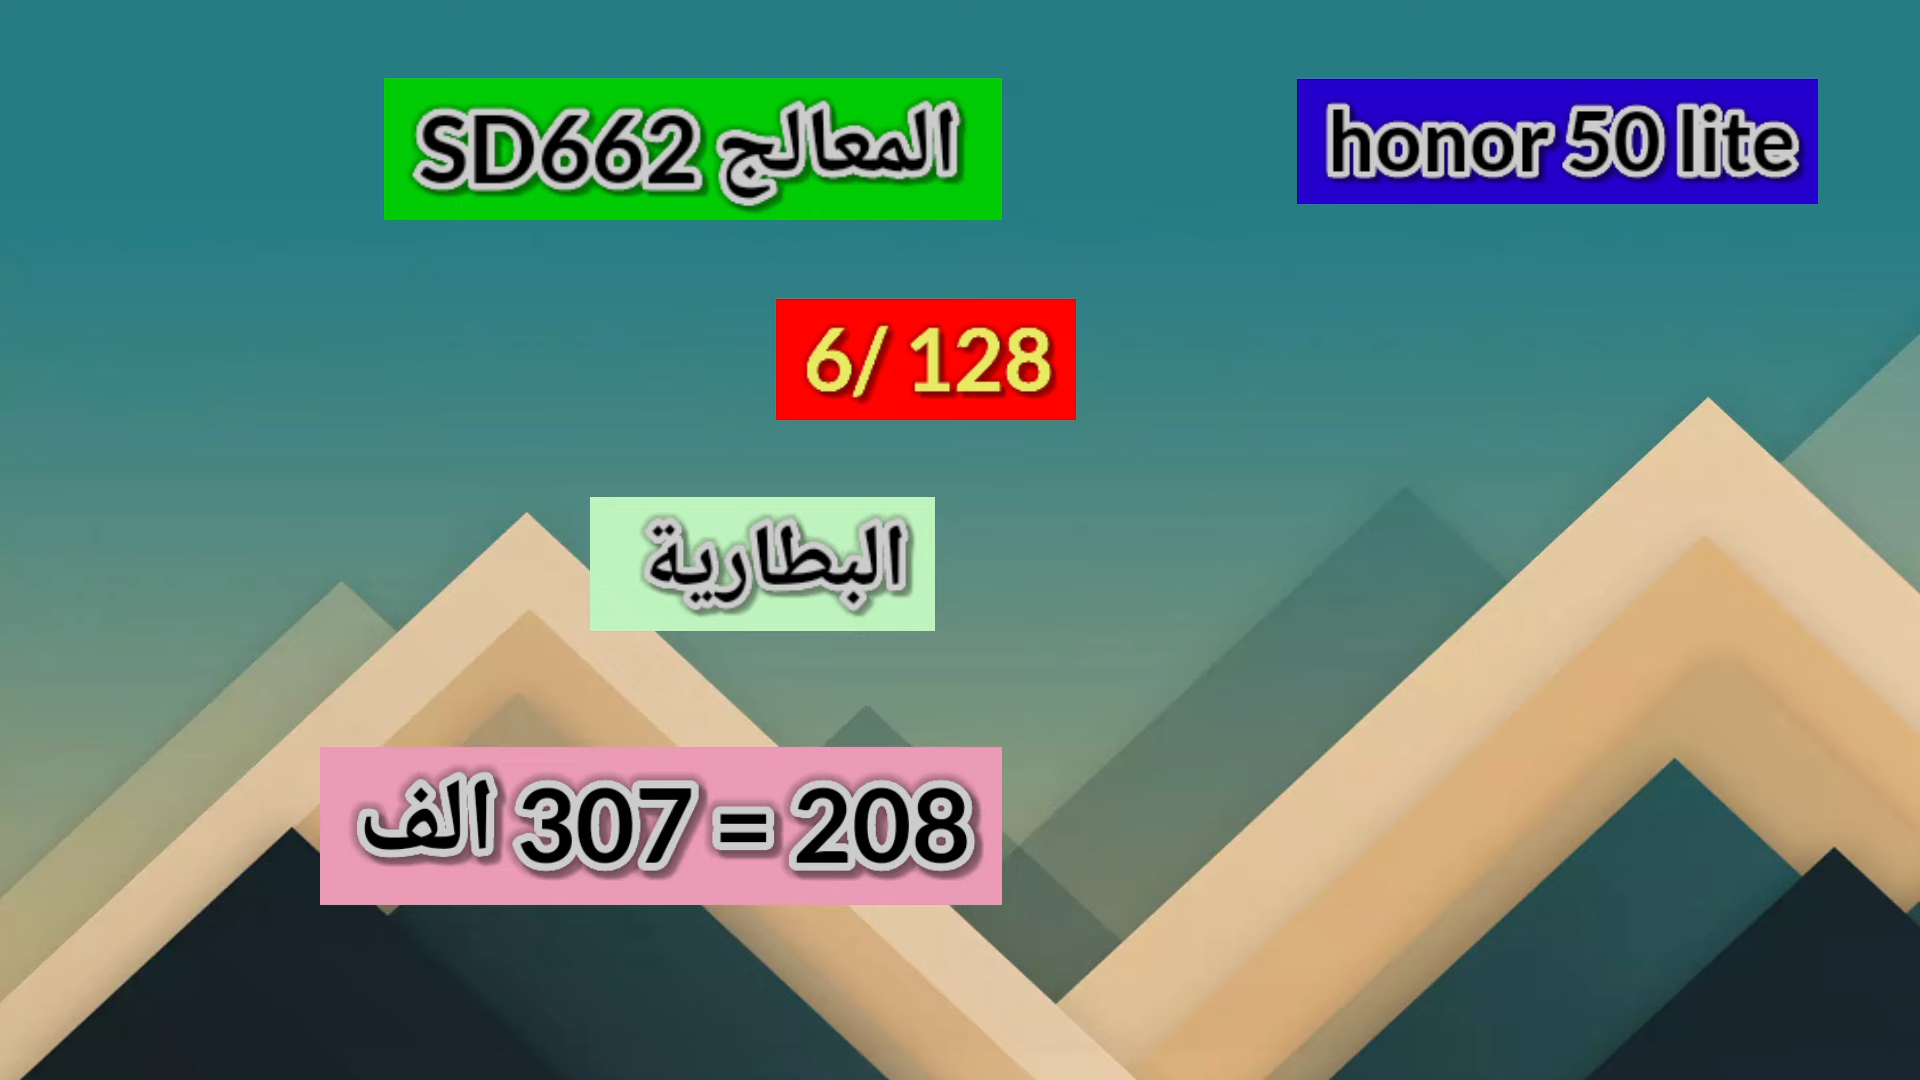 honor 50 lite
المعالج SD662
6/ 128
البطارية
208 = 307 الف